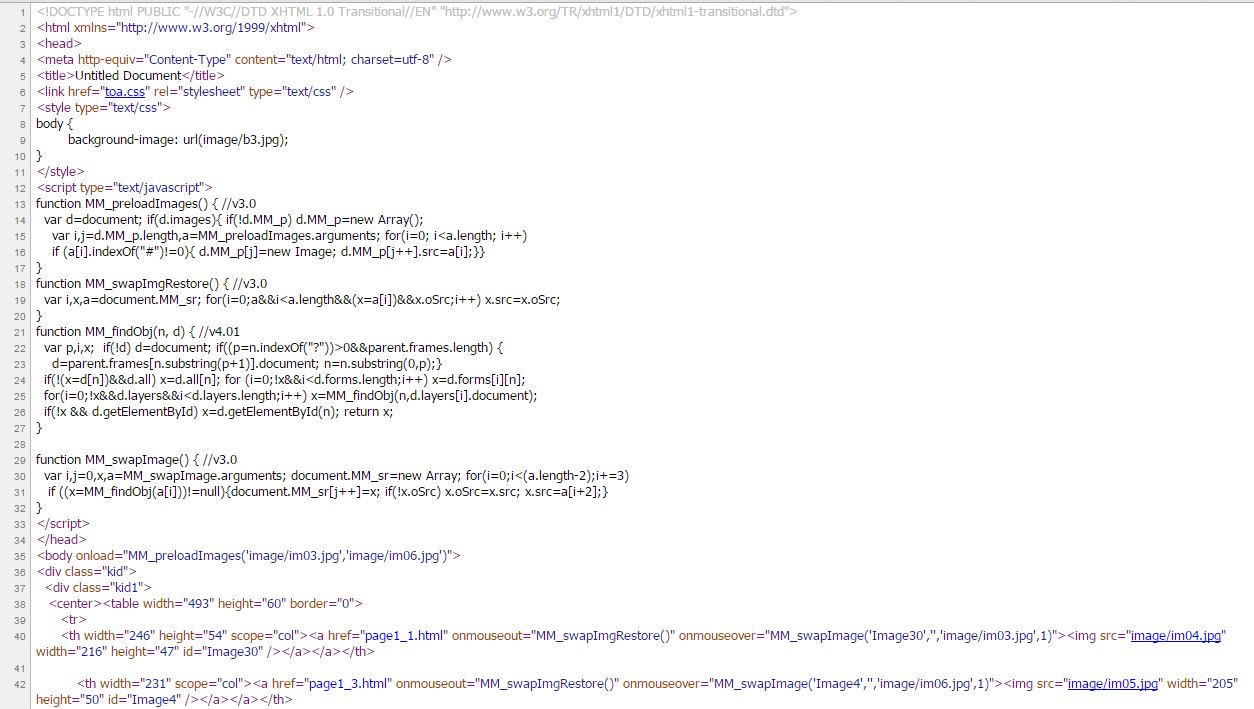 1 <!DOCTYPE html PUBLIC "-//W3C//DTD XHTML 1.0 Transitional//EN" "http://www.w3.org/TR/xhtml1/DTD/xhtml1-transitional.dtd">
2 <html xmlns="http://www.w3.org/1999/xhtml">
3 <head>
4 <meta http-equiv="Content-Type" content="text/html; charset=utf-8" />
5 <title>Untitled Document</title>
6 <link href="toa.css" rel="stylesheet" type="text/css" />
7 <style type="text/css">
8 body {
9 background-image: url(image/b3.jpg);
10 }
11 </style>
12 <script type="text/javascript">
13 function MM_preloadImages() { //v3.0
14 var d=document; if(d.images){ if(!d.MM_p) d.MM_p=new Array();
15 var i,j=d.MM_p.length,a=MM_preloadImages.arguments; for(i=0; i<a.length; i++)
16 if (a[i].indexOf("#")!=0){ d.MM_p[j]=new Image; d.MM_p[j++].src=a[i];}}
17 }
18 function MM_swapImgRestore() { //v3.0
19 var i,x,a=document.MM_sr; for(i=0;a&&i<a.length&&(x=a[i])&&x.oSrc;i++) x.src=x.oSrc;
20 }
21 function MM_findObj(n, d) { //v4.01
22 var p,i,x;  if(!d) d=document; if((p=n.indexOf("?"))>0&&parent.frames.length) {
23 d=parent.frames[n.substring(p+1)].document; n=n.substring(0,p);}
24 if(!(x=d[n])&&d.all) x=d.all[n]; for (i=0;!x&&i<d.forms.length;i++) x=d.forms[i][n];
25 for(i=0;!x&&d.layers&&i<d.layers.length;i++) x=MM_findObj(n,d.layers[i].document);
26 if(!x && d.getElementById) x=d.getElementById(n); return x;
27 }
28
29 function MM_swapImage() { //v3.0
30 var i,j=0,x,a=MM_swapImage.arguments; document.MM_sr=new Array; for(i=0;i<(a.length-2);i+=3)
31 if ((x=MM_findObj(a[i]))!=null){document.MM_sr[j++]=x; if(!x.oSrc) x.oSrc=x.src; x.src=a[i+2];}
32 }
33 </script>
34 </head>
35 <body onload="MM_preloadImages('image/im03.jpg','image/im06.jpg')">
36 <div class="kid">
37 <div class="kid1">
38 <center><table width="493" height="60" border="0">
39 <tr>
40 <th width="246" height="54" scope="col"><a href="page1_1.html" onmouseout="MM_swapImgRestore()" onmouseover="MM_swapImage('Image30','','image/im03.jpg',1)"><img src="image/im04.jpg"
width="216" height="47" id="Image30" /></a></a></th>
41
42 <th width="231" scope="col"><a href="page1_3.html" onmouseout="MM_swapImgRestore()" onmouseover="MM_swapImage('Image4','','image/im06.jpg',1)"><img src="image/im05.jpg" width="205"
height="50" id="Image4" /></a></a></th>